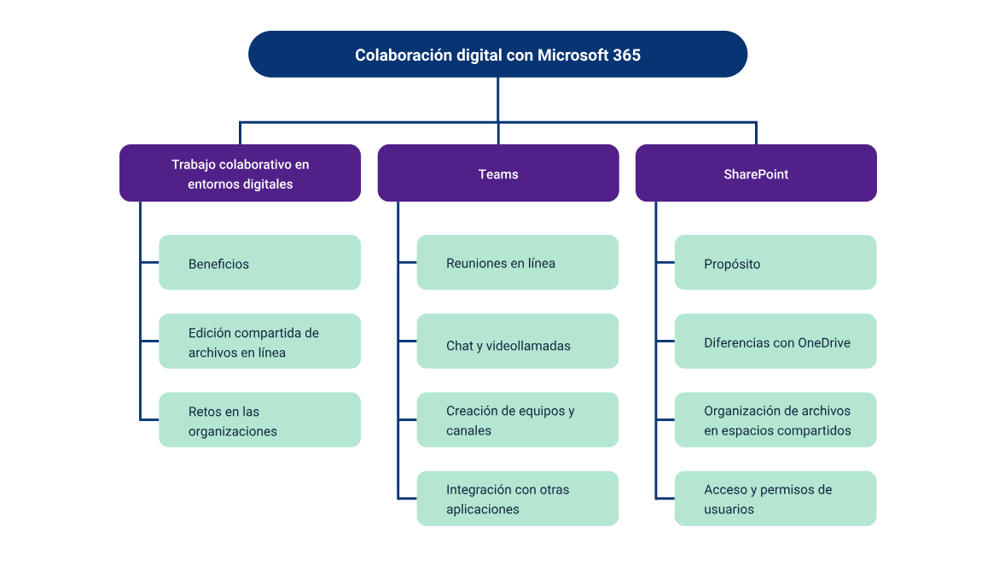 Colaboración digital con Microsoft 365
Trabajo colaborativo en
entornos digitales
Beneficios
Edición compartida de
archivos en línea
Retos en las
organizaciones
Teams
Reuniones en línea
Chat y videollamadas
Creación de equipos y
canales
Integración con otras
aplicaciones
SharePoint
Propósito
Diferencias con OneDrive
Organización de archivos
en espacios compartidos
Acceso y permisos de
usuarios